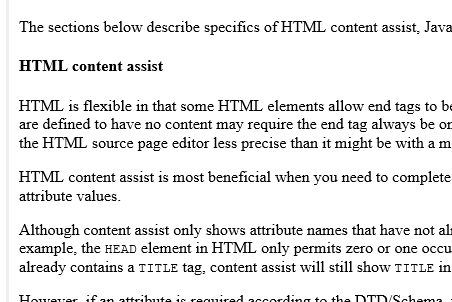 The sections below describe specifics of HTML content assist, Java
HTML content assist
HTML is flexible in that some HTML elements allow end tags to be
are defined to have no content may require the end tag always be
the HTML source page editor less precise than it might be with a
HTML content assist is most beneficial when you need to complete
attribute values.
Although content assist only shows attribute names that have not
example, the HEAD element in HTML only permits zero or one
already contains a TITLE tag, content assist will still show TITLE in
However, if an attribute is required according to the DTD/Schema,